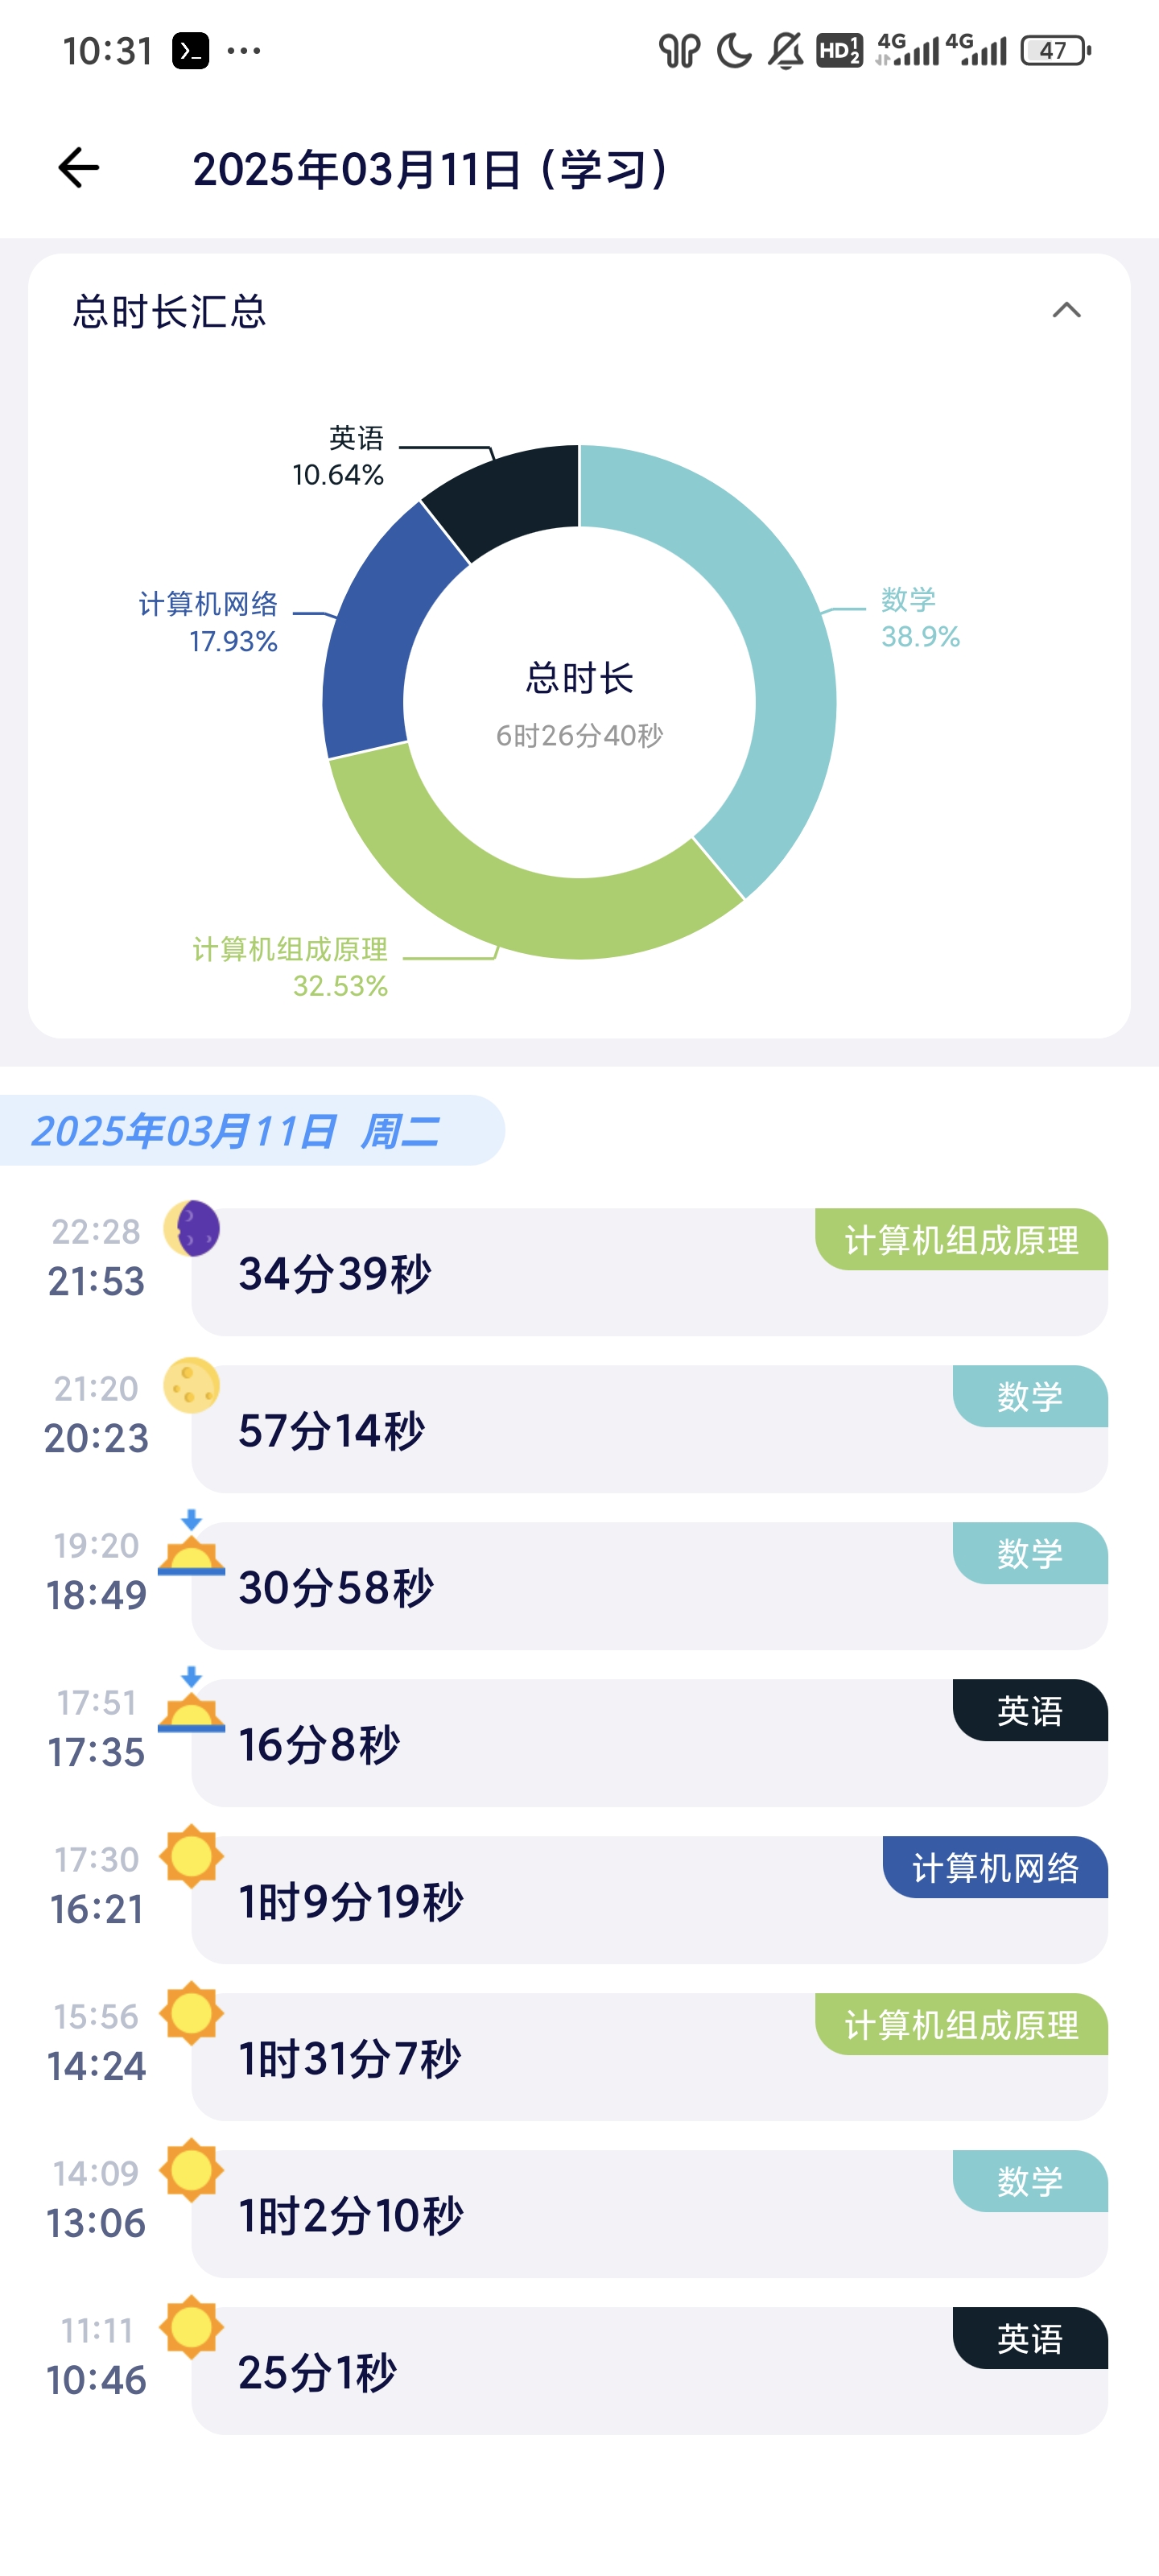 10:31 >_ ...
HD 1 2 4G 4G 47
2025年03月11日（学习）
总时长汇总
英语
10.64%
计算机网络
17.93%
数学
38.9%
总时长
6时26分40秒
计算机组成原理
32.53%
2025年03月11日 周二
22:28
21:53
34分39秒
计算机组成原理
21:20
20:23
57分14秒
数学
19:20
18:49
30分58秒
数学
17:51
17:35
16分8秒
英语
17:30
16:21
1时9分19秒
计算机网络
15:56
14:24
1时31分7秒
计算机组成原理
14:09
13:06
1时2分10秒
数学
11:11
10:46
25分1秒
英语